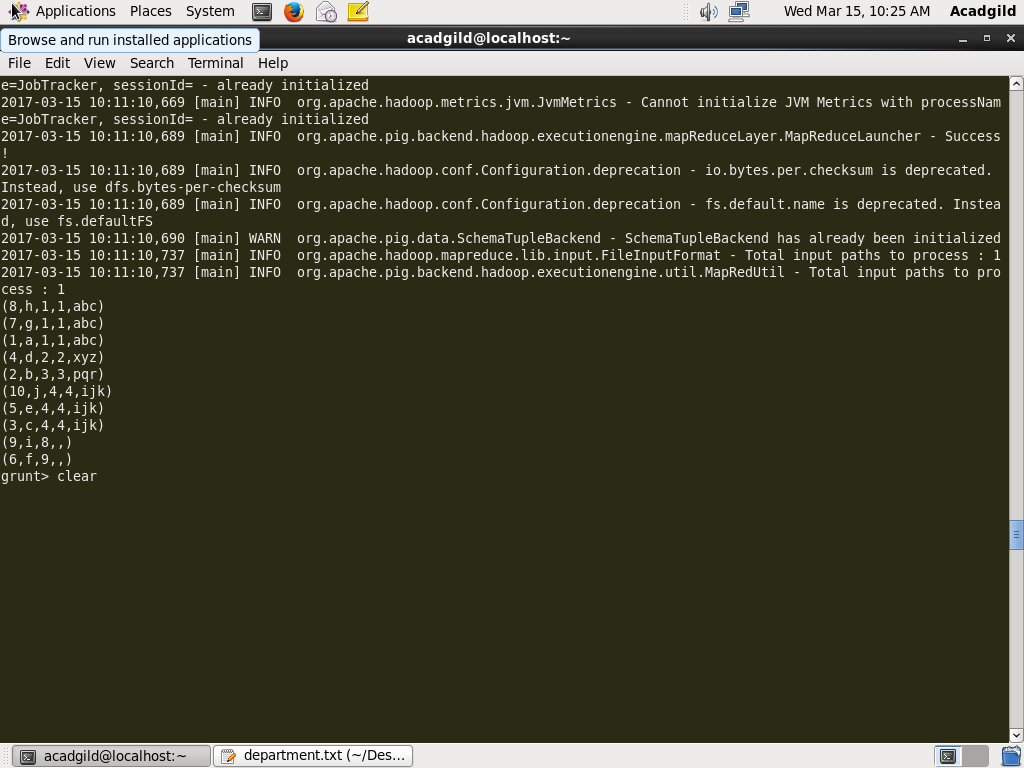 Applications Places System Wed Mar 15, 10:25 AM Acadgild
Browse and run installed applications
acadgild@localhost:~
File Edit View Search Terminal Help
e=JobTracker, sessionId= - already initialized
2017-03-15 10:11:10,669 [main] INFO  org.apache.hadoop.metrics.jvm.JvmMetrics - Cannot initialize JVM Metrics with processNam
e=JobTracker, sessionId= - already initialized
2017-03-15 10:11:10,689 [main] INFO  org.apache.pig.backend.hadoop.executionengine.mapReduceLayer.MapReduceLauncher - Success
!
2017-03-15 10:11:10,689 [main] INFO  org.apache.hadoop.conf.Configuration.deprecation - io.bytes.per.checksum is deprecated.
Instead, use dfs.bytes-per-checksum
2017-03-15 10:11:10,689 [main] INFO  org.apache.hadoop.conf.Configuration.deprecation - fs.default.name is deprecated. Instea
d, use fs.defaultFS
2017-03-15 10:11:10,690 [main] WARN  org.apache.pig.data.SchemaTupleBackend - SchemaTupleBackend has already been initialized
2017-03-15 10:11:10,737 [main] INFO  org.apache.hadoop.mapreduce.lib.input.FileInputFormat - Total input paths to process : 1
2017-03-15 10:11:10,737 [main] INFO  org.apache.pig.backend.hadoop.executionengine.util.MapRedUtil - Total input paths to pro
cess : 1
(8,h,1,1,abc)
(7,g,1,1,abc)
(1,a,1,1,abc)
(4,d,2,2,xyz)
(2,b,3,3,pqr)
(10,j,4,4,ijk)
(5,e,4,4,ijk)
(3,c,4,4,ijk)
(9,i,8,,)
(6,f,9,,)
grunt> clear
acadgild@localhost:~ department.txt (~/Des...